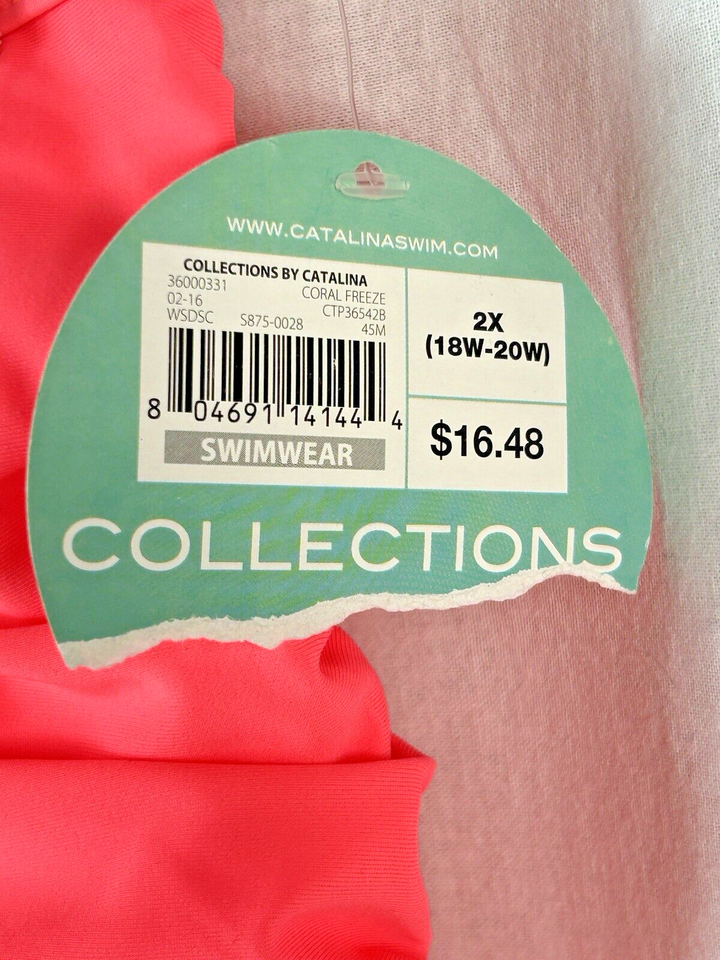 WWW.CATALINASWIM.COM
COLLECTIONS BY CATALINA
36000331
CORAL FREEZE
02-16
CTP36542B
WSDSC S875-0028 45M
8 04691 14144 4
SWIMWEAR
2X
(18W-20W)
$16.48
COLLECTIONS